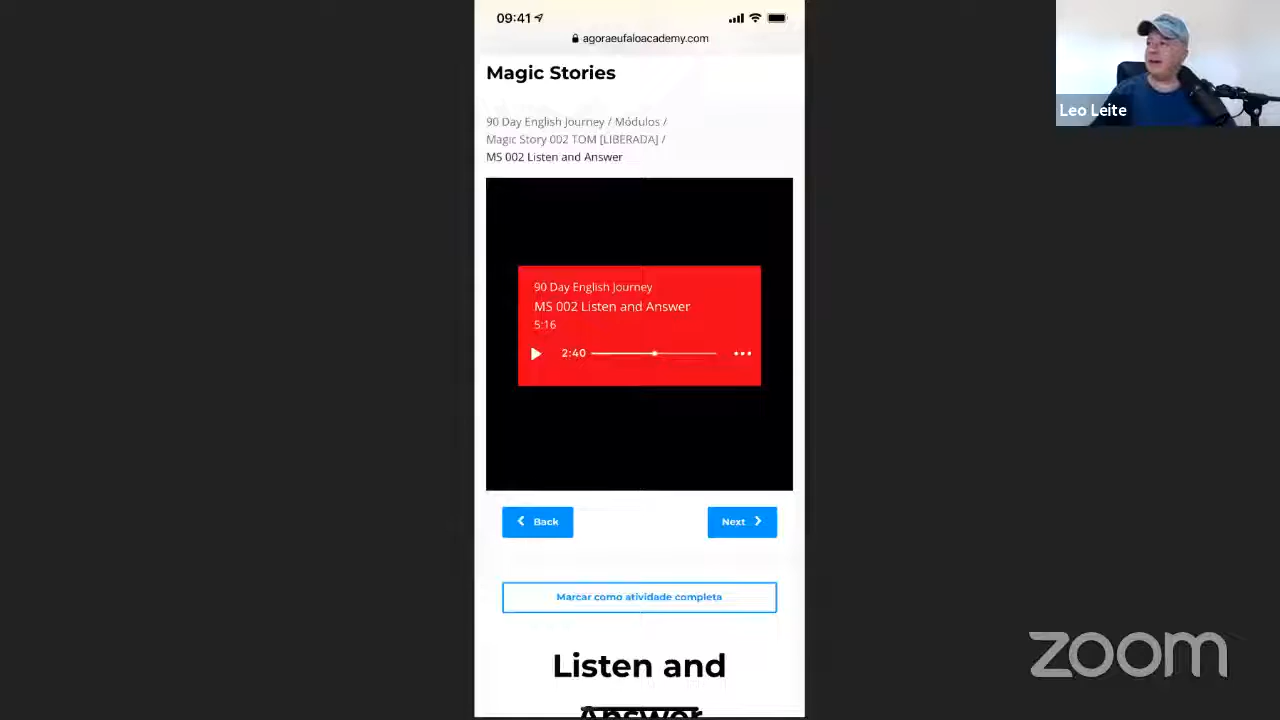 09:41
agoraeufaloacademy.com
Magic Stories
90 Day English Journey / Módulos /
Magic Story 002 TOM [LIBERADA] /
MS 002 Listen and Answer
90 Day English Journey
MS 002 Listen and Answer
5:16
2:40
Back
Next
Marcar como atividade completa
Listen and
Answer
Leo Leite
zoom